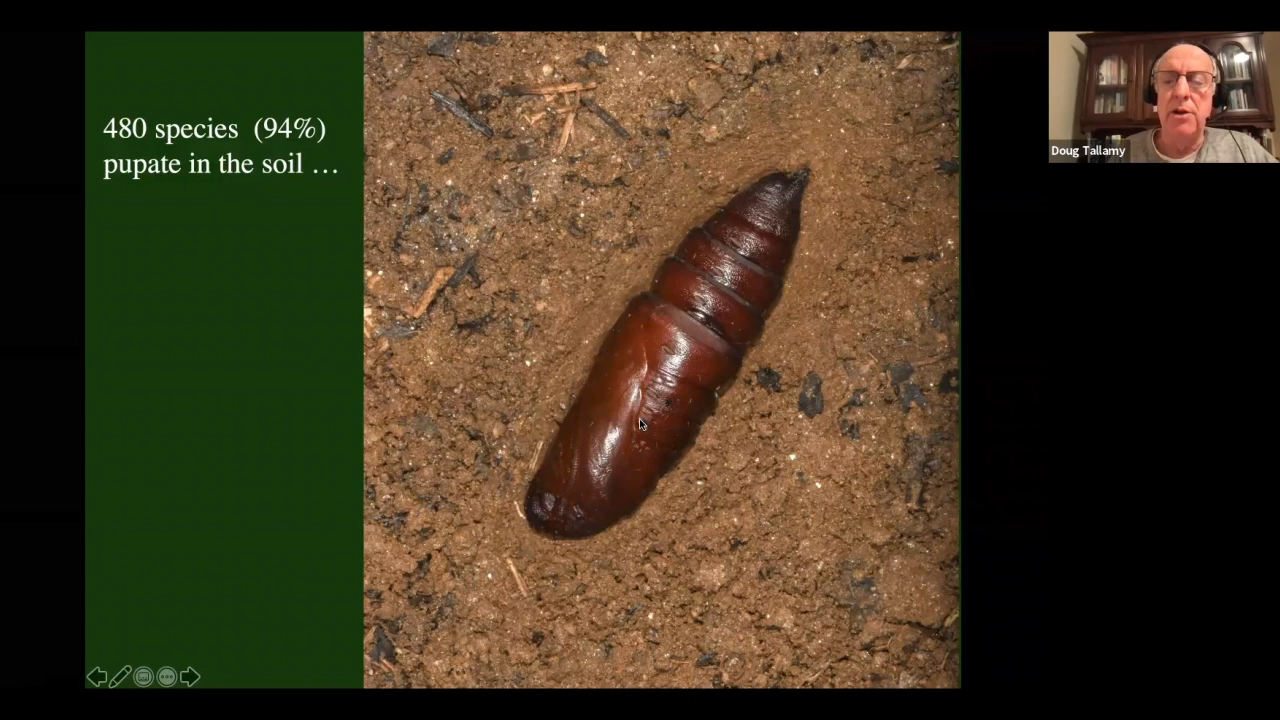 480 species (94%)
pupate in the soil …
Doug Tallamy